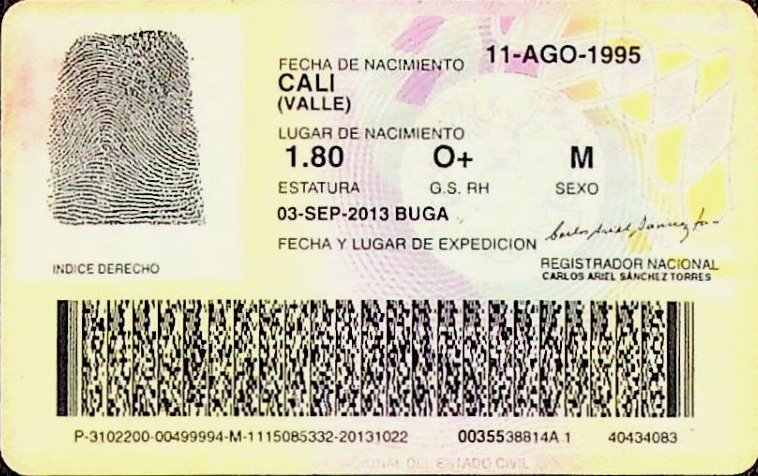 FECHA DE NACIMIENTO 11-AGO-1995
CALI
(VALLE)
LUGAR DE NACIMIENTO
1.80 O+ M
ESTATURA G.S. RH SEXO
03-SEP-2013 BUGA
FECHA Y LUGAR DE EXPEDICION
REGISTRADOR NACIONAL
CARLOS ARIEL SÁNCHEZ TORRES
INDICE DERECHO
P-3102200-00499994-M-1115085332-20131022 0035538814A 1 40434083
NACIONAL DEL ESTADO CIVIL